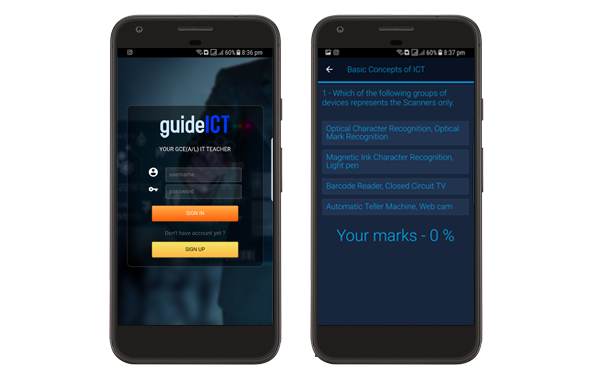 60% 8:36 pm
guideICT
YOUR GCE(A/L) IT TEACHER
username
password
SIGN IN
Don't have account yet ?
SIGN UP
60% 8:37 pm
Basic Concepts of ICT
1 - Which of the following groups of
devices represents the Scanners only.
Optical Character Recognition, Optical
Mark Recognition
Magnetic Ink Character Recognition,
Light pen
Barcode Reader, Closed Circuit TV
Automatic Teller Machine, Web cam
Your marks - 0 %